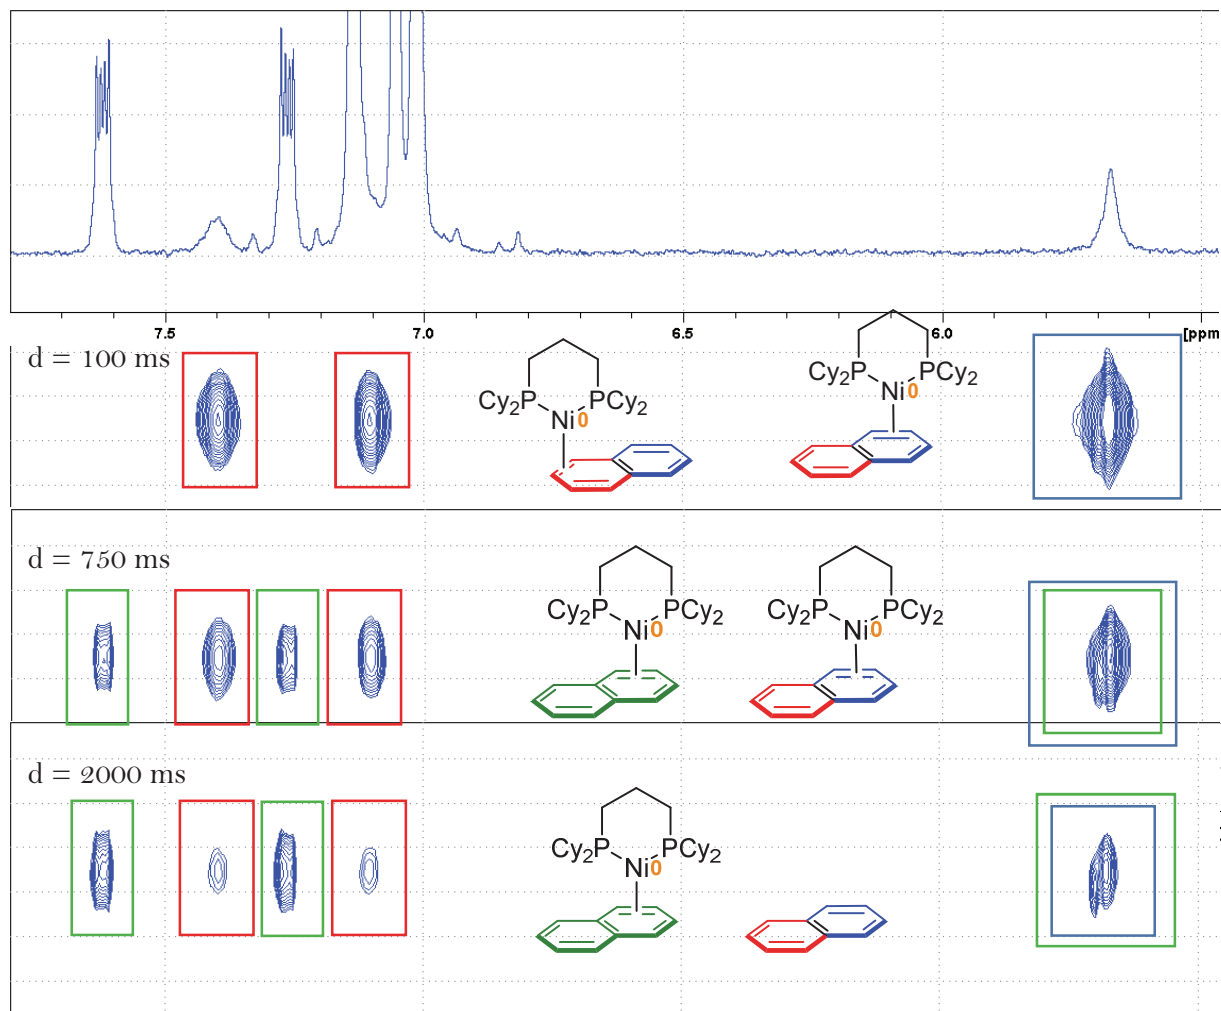 7.5 7.0 6.5 6.0 [ppm
d = 100 ms
Cy2P PCy2
Ni 0
Cy2P PCy2
Ni 0
d = 750 ms
Cy2P PCy2
Ni 0
Cy2P PCy2
Ni 0
d = 2000 ms
Cy2P PCy2
Ni 0